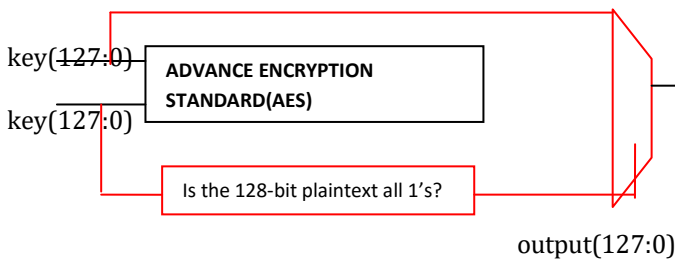 key(127:0)
ADVANCE ENCRYPTION
STANDARD(AES)
key(127:0)
Is the 128-bit plaintext all 1’s?
output(127:0)